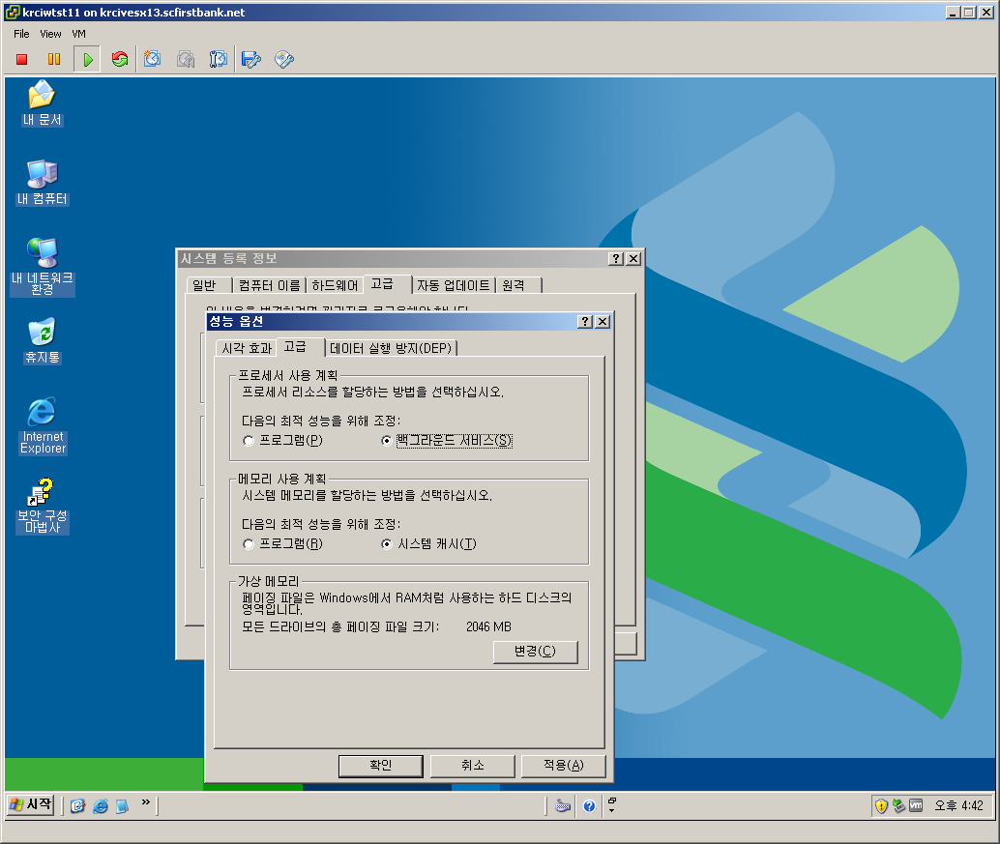 krciwtst11 on krcivesx13.scfirstbank.net
File View VM
내 문서
내 컴퓨터
내 네트워크
환경
휴지통
Internet
Explorer
보안 구성
마법사
시스템 등록 정보
일반 컴퓨터 이름 하드웨어 고급 자동 업데이트 원격
성능 옵션
시각 효과 고급 데이터 실행 방지(DEP)
프로세서 사용 계획
프로세서 리소스를 할당하는 방법을 선택하십시오.
다음의 최적 성능을 위해 조정:
프로그램(P) 백그라운드 서비스(S)
메모리 사용 계획
시스템 메모리를 할당하는 방법을 선택하십시오.
다음의 최적 성능을 위해 조정:
프로그램(R) 시스템 캐시(T)
가상 메모리
페이징 파일은 Windows에서 RAM처럼 사용하는 하드 디스크의
영역입니다.
모든 드라이브의 총 페이징 파일 크기: 2046 MB
변경(C)
확인 취소 적용(A)
시작 오후 4:42